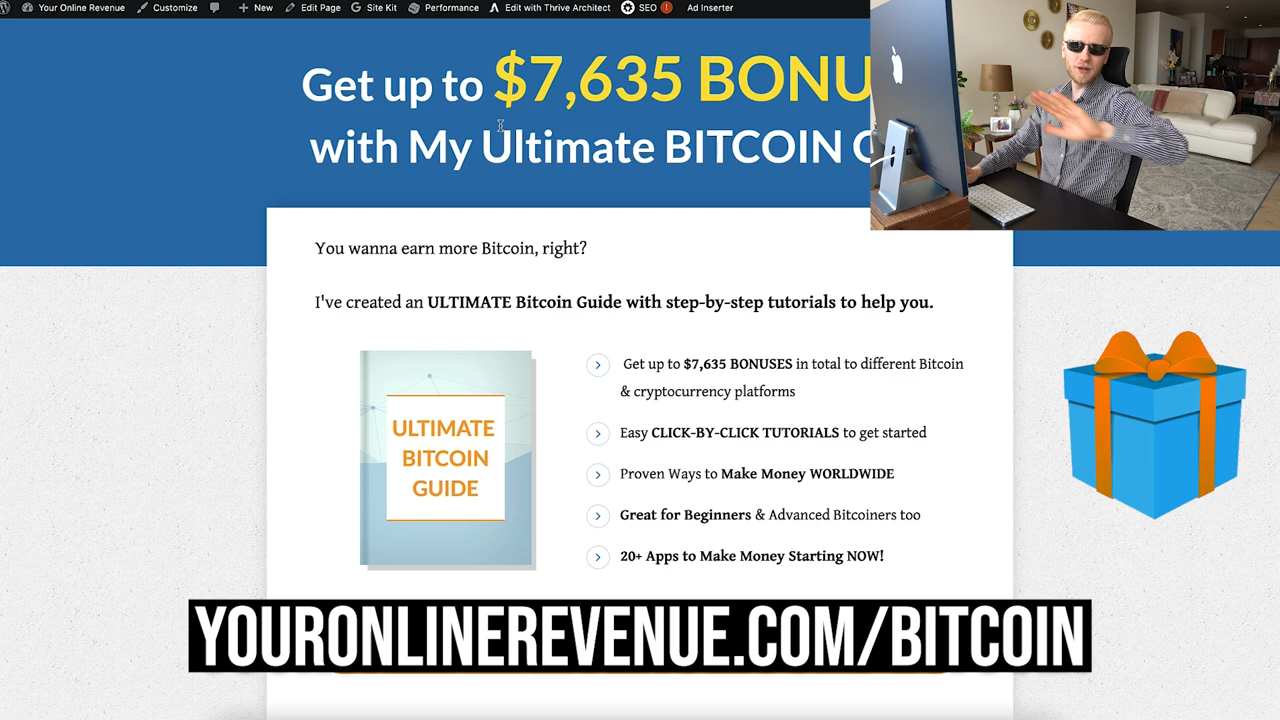 Your Online Revenue Customize 5 0 New Edit Page Site Kit Performance Edit with Thrive Architect SEO ! Ad Inserter
Get up to $7,635 BONU
with My Ultimate BITCOIN
You wanna earn more Bitcoin, right?
I've created an ULTIMATE Bitcoin Guide with step-by-step tutorials to help you.
ULTIMATE
BITCOIN
GUIDE
Get up to $7,635 BONUSES in total to different Bitcoin
& cryptocurrency platforms
Easy CLICK-BY-CLICK TUTORIALS to get started
Proven Ways to Make Money WORLDWIDE
Great for Beginners & Advanced Bitcoiners too
20+ Apps to Make Money Starting NOW!
YOURONLINEREVENUE.COM/BITCOIN